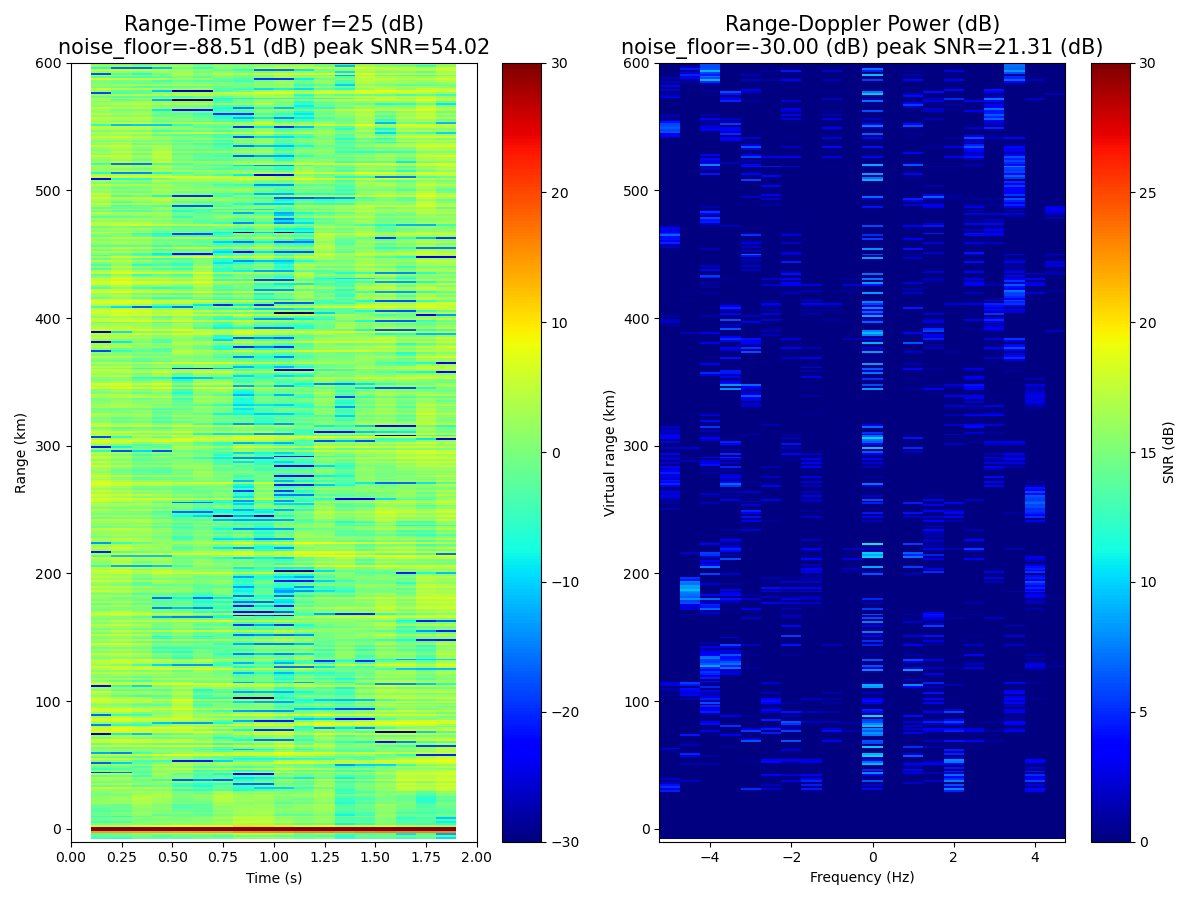 Range-Time Power f=25 (dB)
noise_floor=-88.51 (dB) peak SNR=54.02
Range-Doppler Power (dB)
noise_floor=-30.00 (dB) peak SNR=21.31 (dB)
600
500
400
300
200
100
0
Range (km)
0.00 0.25 0.50 0.75 1.00 1.25 1.50 1.75 2.00
Time (s)
30
20
10
0
−10
−20
−30
600
500
400
300
200
100
0
Virtual range (km)
−4 −2 0 2 4
Frequency (Hz)
30
25
20
15
10
5
0
SNR (dB)